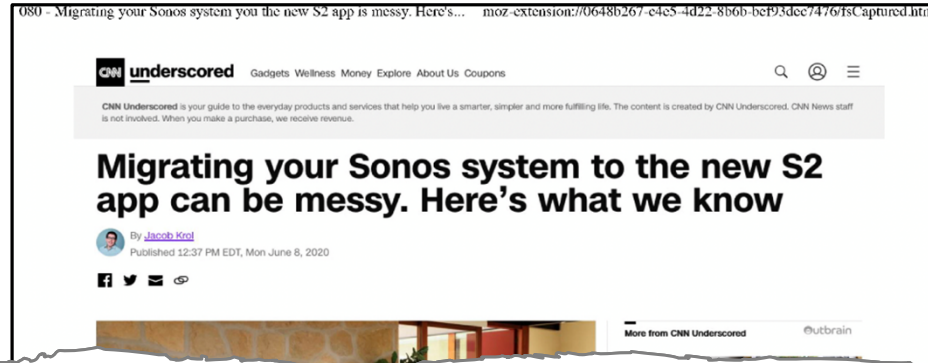 080 - Migrating your Sonos system you the new S2 app is messy. Here's... moz-extension://0648b267-e4e5-4d22-8b6b-bef93dec7476/fsCaptured.htm
CNN underscored Gadgets Wellness Money Explore About Us Coupons
CNN Underscored is your guide to the everyday products and services that help you live a smarter, simpler and more fulfilling life. The content is created by CNN Underscored. CNN News staff
is not involved. When you make a purchase, we receive revenue.
Migrating your Sonos system to the new S2
app can be messy. Here's what we know
By Jacob Krol
Published 12:37 PM EDT, Mon June 8, 2020
More from CNN Underscored Outbrain